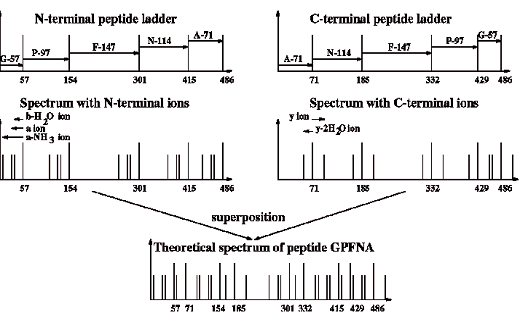 N-terminal peptide ladder
G-57 P-97 F-147 N-114 A-71
57 154 301 415 486
C-terminal peptide ladder
A-71 N-114 F-147 P-97 G-57
71 185 332 429 486
Spectrum with N-terminal ions
b-H2O ion
a ion
a-NH3 ion
57 154 301 415 486
Spectrum with C-terminal ions
y ion
y-2H2O ion
71 185 332 429 486
superposition
Theoretical spectrum of peptide GPFNA
57 71 154 185 301 332 415 429 486